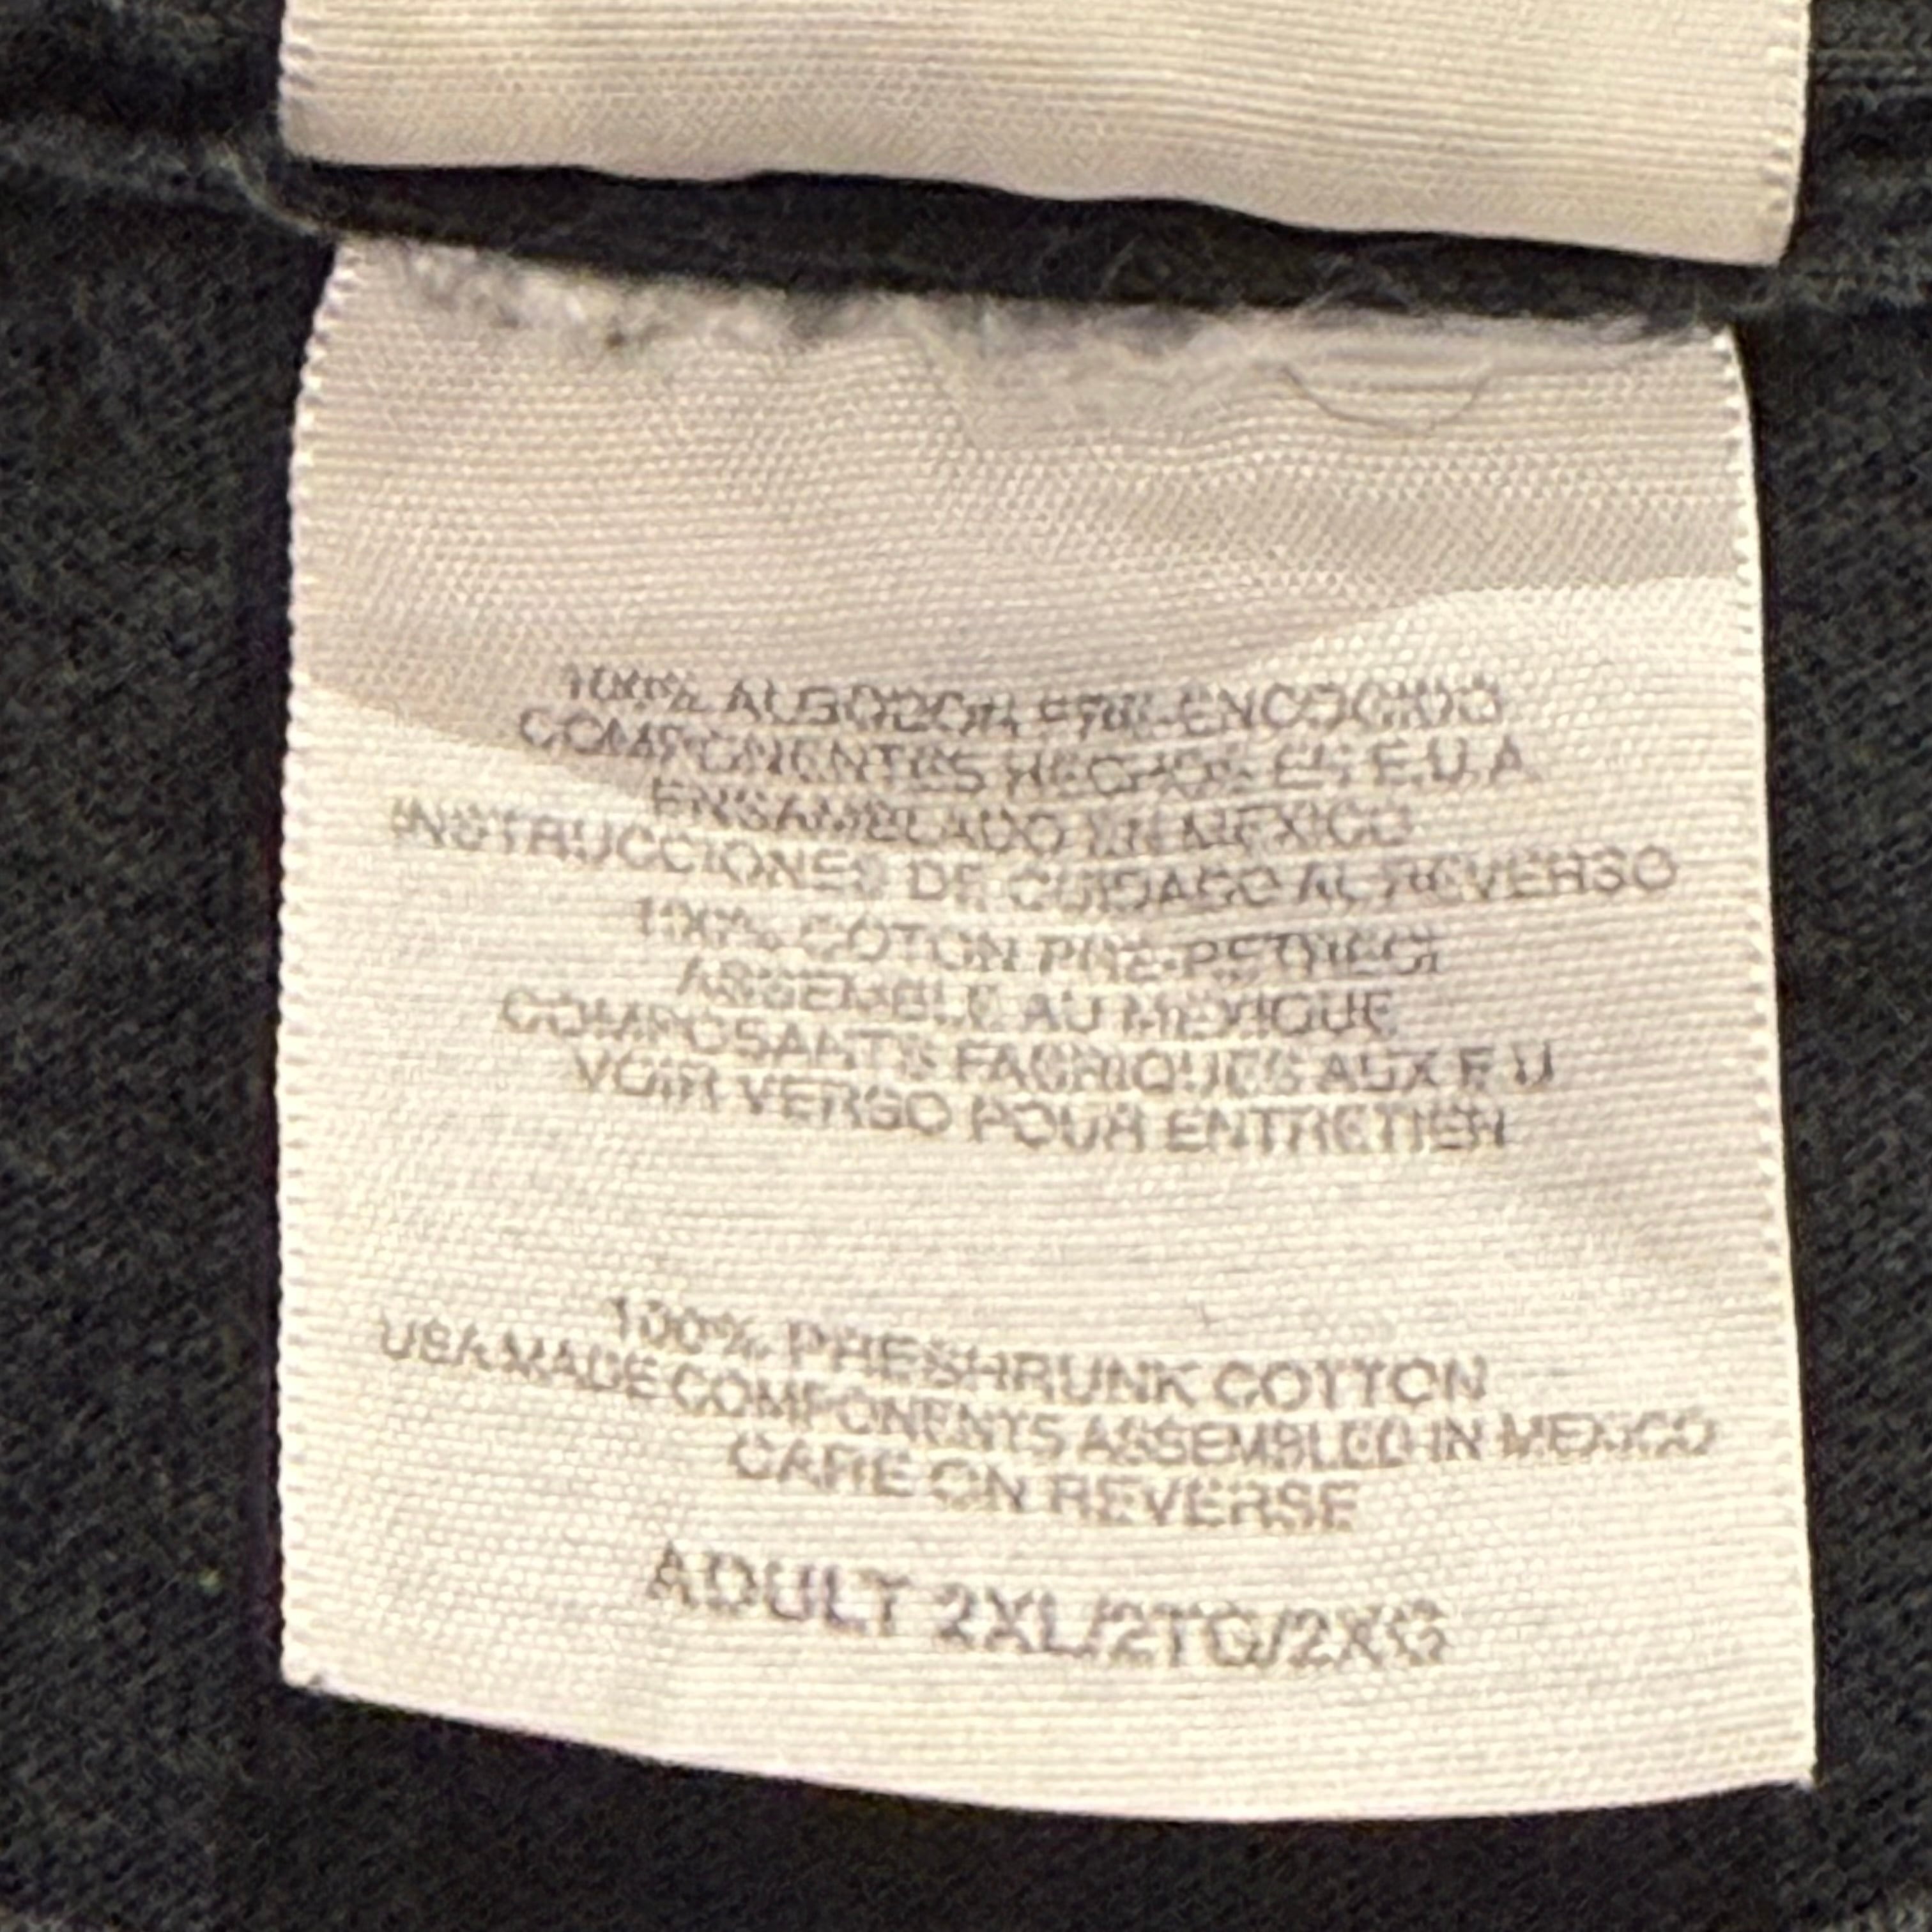 100% ALGODON PRE-ENCOGIDO
COMPONENTES HECHOS EN E.U.A.
ENSAMBLADO EN MEXICO
INSTRUCCIONES DE CUIDADO AL REVERSO
100% COTON PRE-RETRECI
ASSEMBLE AU MEXIQUE
COMPOSANTS FABRIQUES AUX E U
VOIR VERSO POUR ENTRETIEN
100% PRESHRUNK COTTON
USA MADE COMPONENTS ASSEMBLED IN MEXICO
CARE ON REVERSE
ADULT 2XL/2TG/2XG